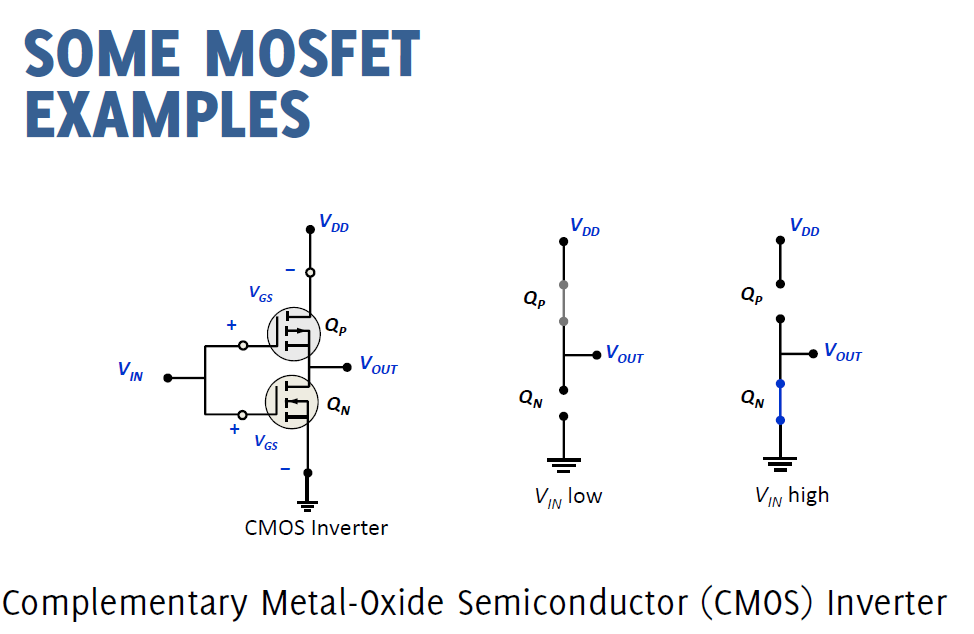 SOME MOSFET
EXAMPLES
VDD
−
VGS
+
QP
VIN
VOUT
QN
+
VGS
−
CMOS Inverter
VDD
QP
VOUT
QN
VIN low
VDD
QP
VOUT
QN
VIN high
Complementary Metal-Oxide Semiconductor (CMOS) Inverter